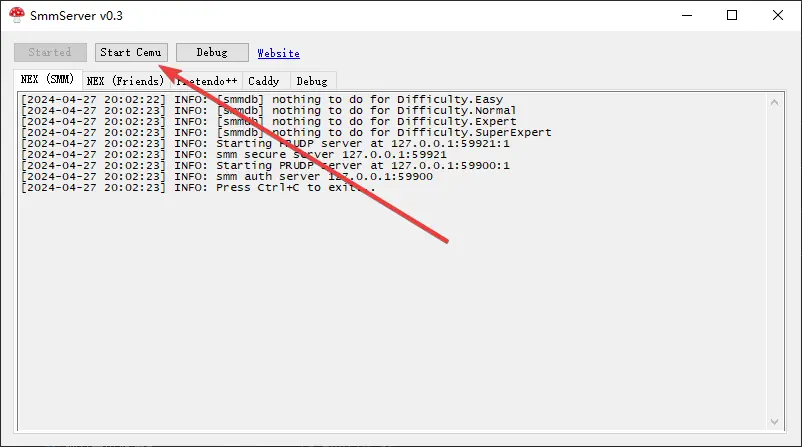 SmmServer v0.3
Started Start Cemu Debug Website
NEX (SMM) NEX (Friends) Pretendo++ Caddy Debug
[2024-04-27 20:02:22] INFO: [smmdb] nothing to do for Difficulty.Easy
[2024-04-27 20:02:23] INFO: [smmdb] nothing to do for Difficulty.Normal
[2024-04-27 20:02:23] INFO: [smmdb] nothing to do for Difficulty.Expert
[2024-04-27 20:02:23] INFO: [smmdb] nothing to do for Difficulty.SuperExpert
[2024-04-27 20:02:23] INFO: Starting PRUDP server at 127.0.0.1:59921:1
[2024-04-27 20:02:23] INFO: smm secure server 127.0.0.1:59921
[2024-04-27 20:02:23] INFO: Starting PRUDP server at 127.0.0.1:59900:1
[2024-04-27 20:02:23] INFO: smm auth server 127.0.0.1:59900
[2024-04-27 20:02:23] INFO: Press Ctrl+C to exit...